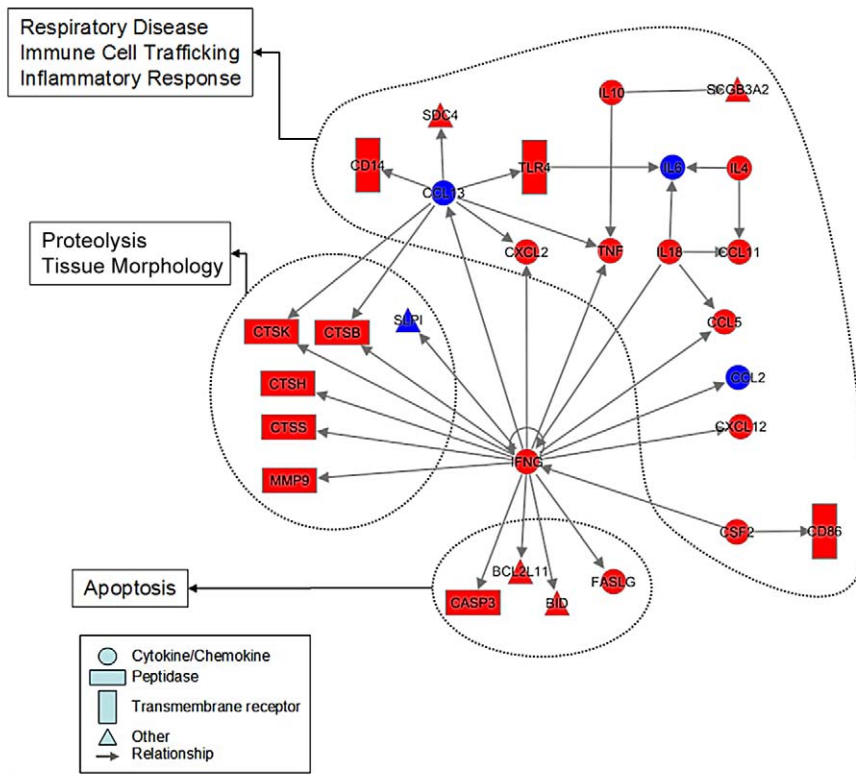 Respiratory Disease
Immune Cell Trafficking
Inflammatory Response
IL10
SCGB3A2
SDC4
CD14
TLR4
IL6
IL4
CCL13
CXCL2
TNF
IL18
CCL11
Proteolysis
Tissue Morphology
CTSK
CTSB
SLPI
CCL5
CTSH
CCL2
CTSS
CXCL12
IFNG
MMP9
CSF2
CD86
Apoptosis
BCL2L11
FASLG
CASP3
BID
Cytokine/Chemokine
Peptidase
Transmembrane receptor
Other
Relationship